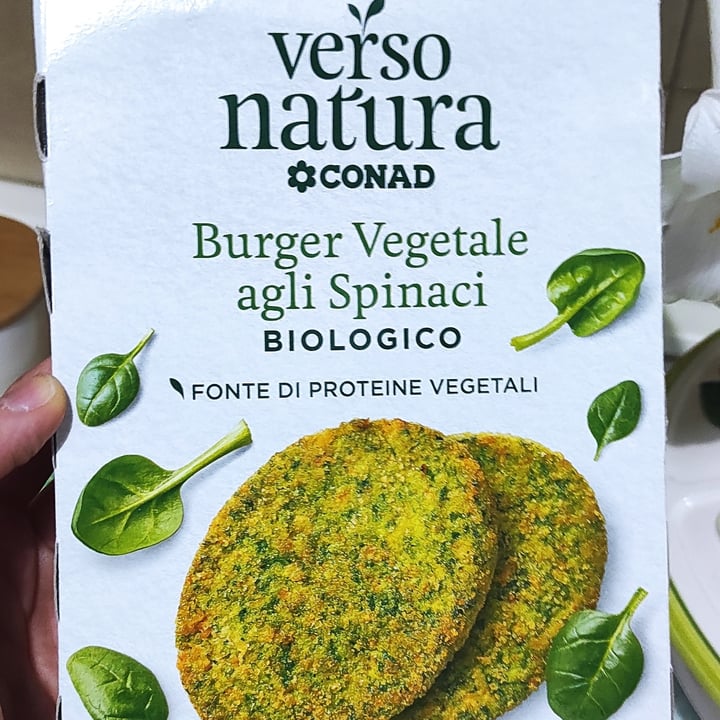 verso
natura
CONAD
Burger Vegetale
agli Spinaci
BIOLOGICO
FONTE DI PROTEINE VEGETALI